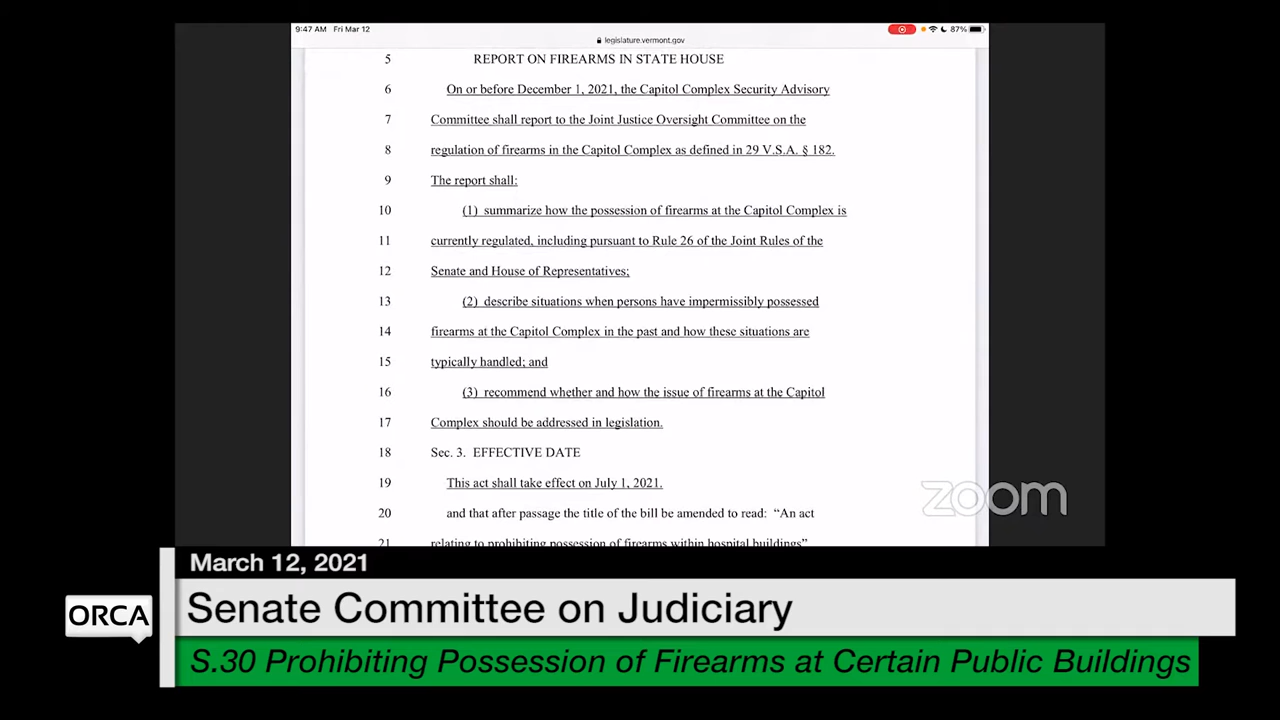 9:47 AM Fri Mar 12
87%
legislature.vermont.gov
5 REPORT ON FIREARMS IN STATE HOUSE
6 On or before December 1, 2021, the Capitol Complex Security Advisory
7 Committee shall report to the Joint Justice Oversight Committee on the
8 regulation of firearms in the Capitol Complex as defined in 29 V.S.A. § 182.
9 The report shall:
10 (1) summarize how the possession of firearms at the Capitol Complex is
11 currently regulated, including pursuant to Rule 26 of the Joint Rules of the
12 Senate and House of Representatives;
13 (2) describe situations when persons have impermissibly possessed
14 firearms at the Capitol Complex in the past and how these situations are
15 typically handled; and
16 (3) recommend whether and how the issue of firearms at the Capitol
17 Complex should be addressed in legislation.
18 Sec. 3. EFFECTIVE DATE
19 This act shall take effect on July 1, 2021.
20 and that after passage the title of the bill be amended to read: “An act
21 relating to prohibiting possession of firearms within hospital buildings”
zoom
March 12, 2021
ORCA
Senate Committee on Judiciary
S.30 Prohibiting Possession of Firearms at Certain Public Buildings